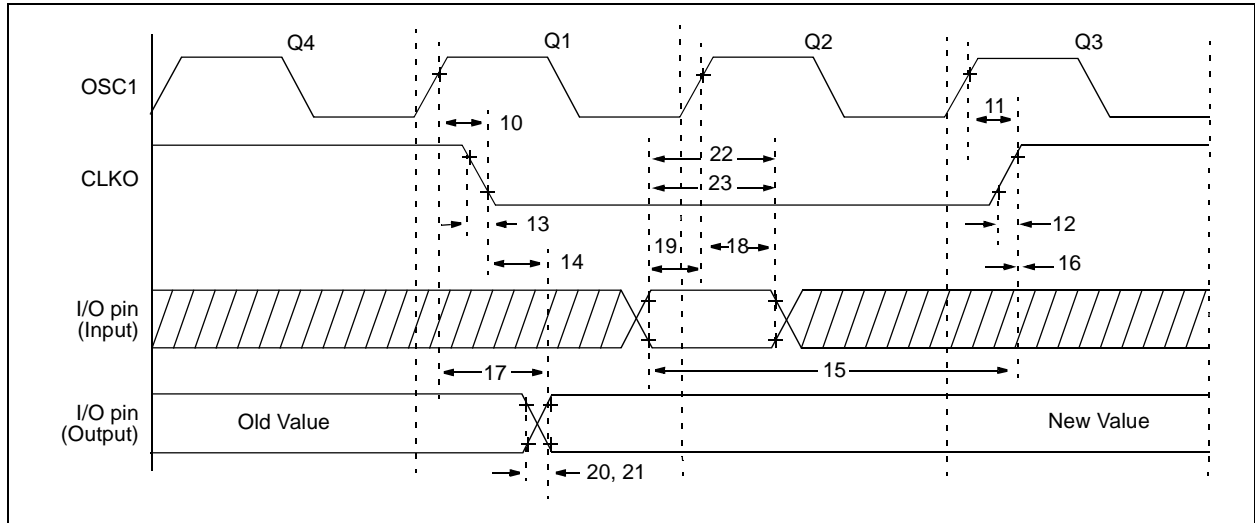 Q4 Q1 Q2 Q3
OSC1
11
10
22
CLKO
23
13
12
19
18
14
16
I/O pin
(Input)
17
15
I/O pin
(Output)
Old Value
New Value
20, 21